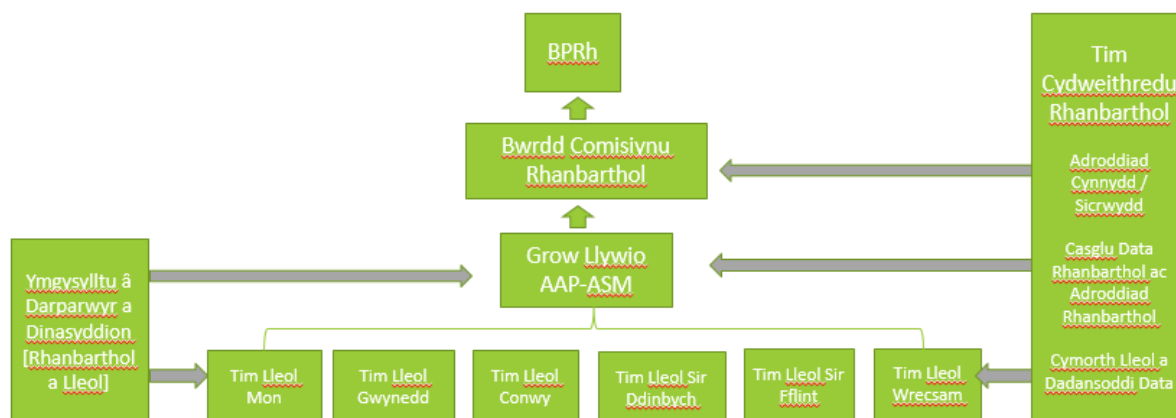 BPRh
Bwrdd Comisiynu
Rhanbarthol
Grow Llywio
AAP-ASM
Ymgysylltu â
Darparwyr a
Dinasyddion
[Rhanbarthol
a Lleol]
Tim Lleol
Mon
Tim Lleol
Gwynedd
Tim Lleol
Conwy
Tim Lleol Sir
Ddinbych
Tim Lleol Sir
Fflint
Tim Lleol
Wrecsam
Tim
Cydweithredu
Rhanbarthol
Adroddiad
Cynnydd /
Sicrwydd
Casglu Data
Rhanbarthol ac
Adroddiad
Rhanbarthol
Cymorth Lleol a
Dadansoddi Data